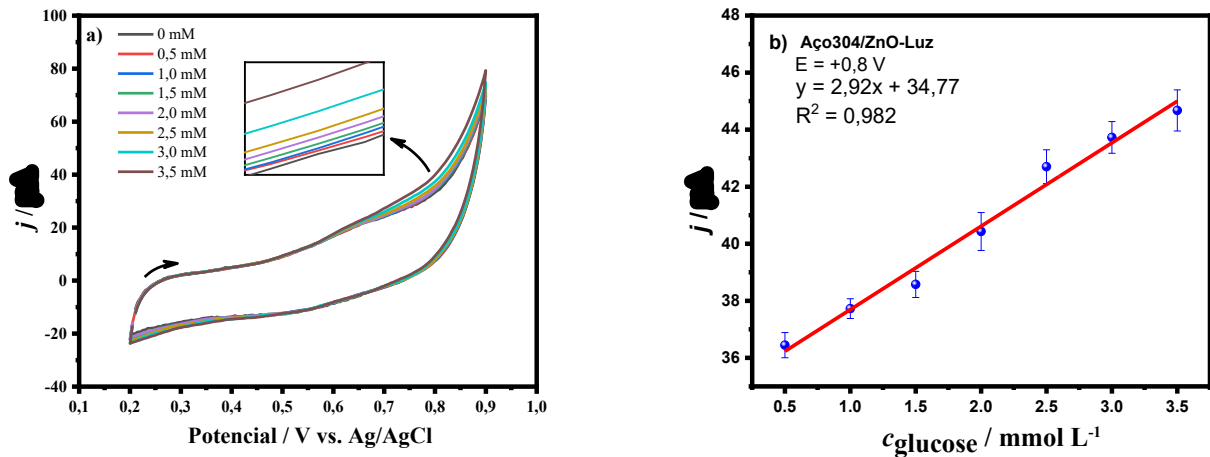 a)
0 mM
0,5 mM
1,0 mM
1,5 mM
2,0 mM
2,5 mM
3,0 mM
3,5 mM
100
80
60
40
20
0
-20
-40
j /
0,1 0,2 0,3 0,4 0,5 0,6 0,7 0,8 0,9 1,0
Potencial / V vs. Ag/AgCl
b) Aço304/ZnO-Luz
E = +0,8 V
y = 2,92x + 34,77
R² = 0,982
48
46
44
42
40
38
36
j /
0.5 1.0 1.5 2.0 2.5 3.0 3.5
cglucose / mmol L⁻¹